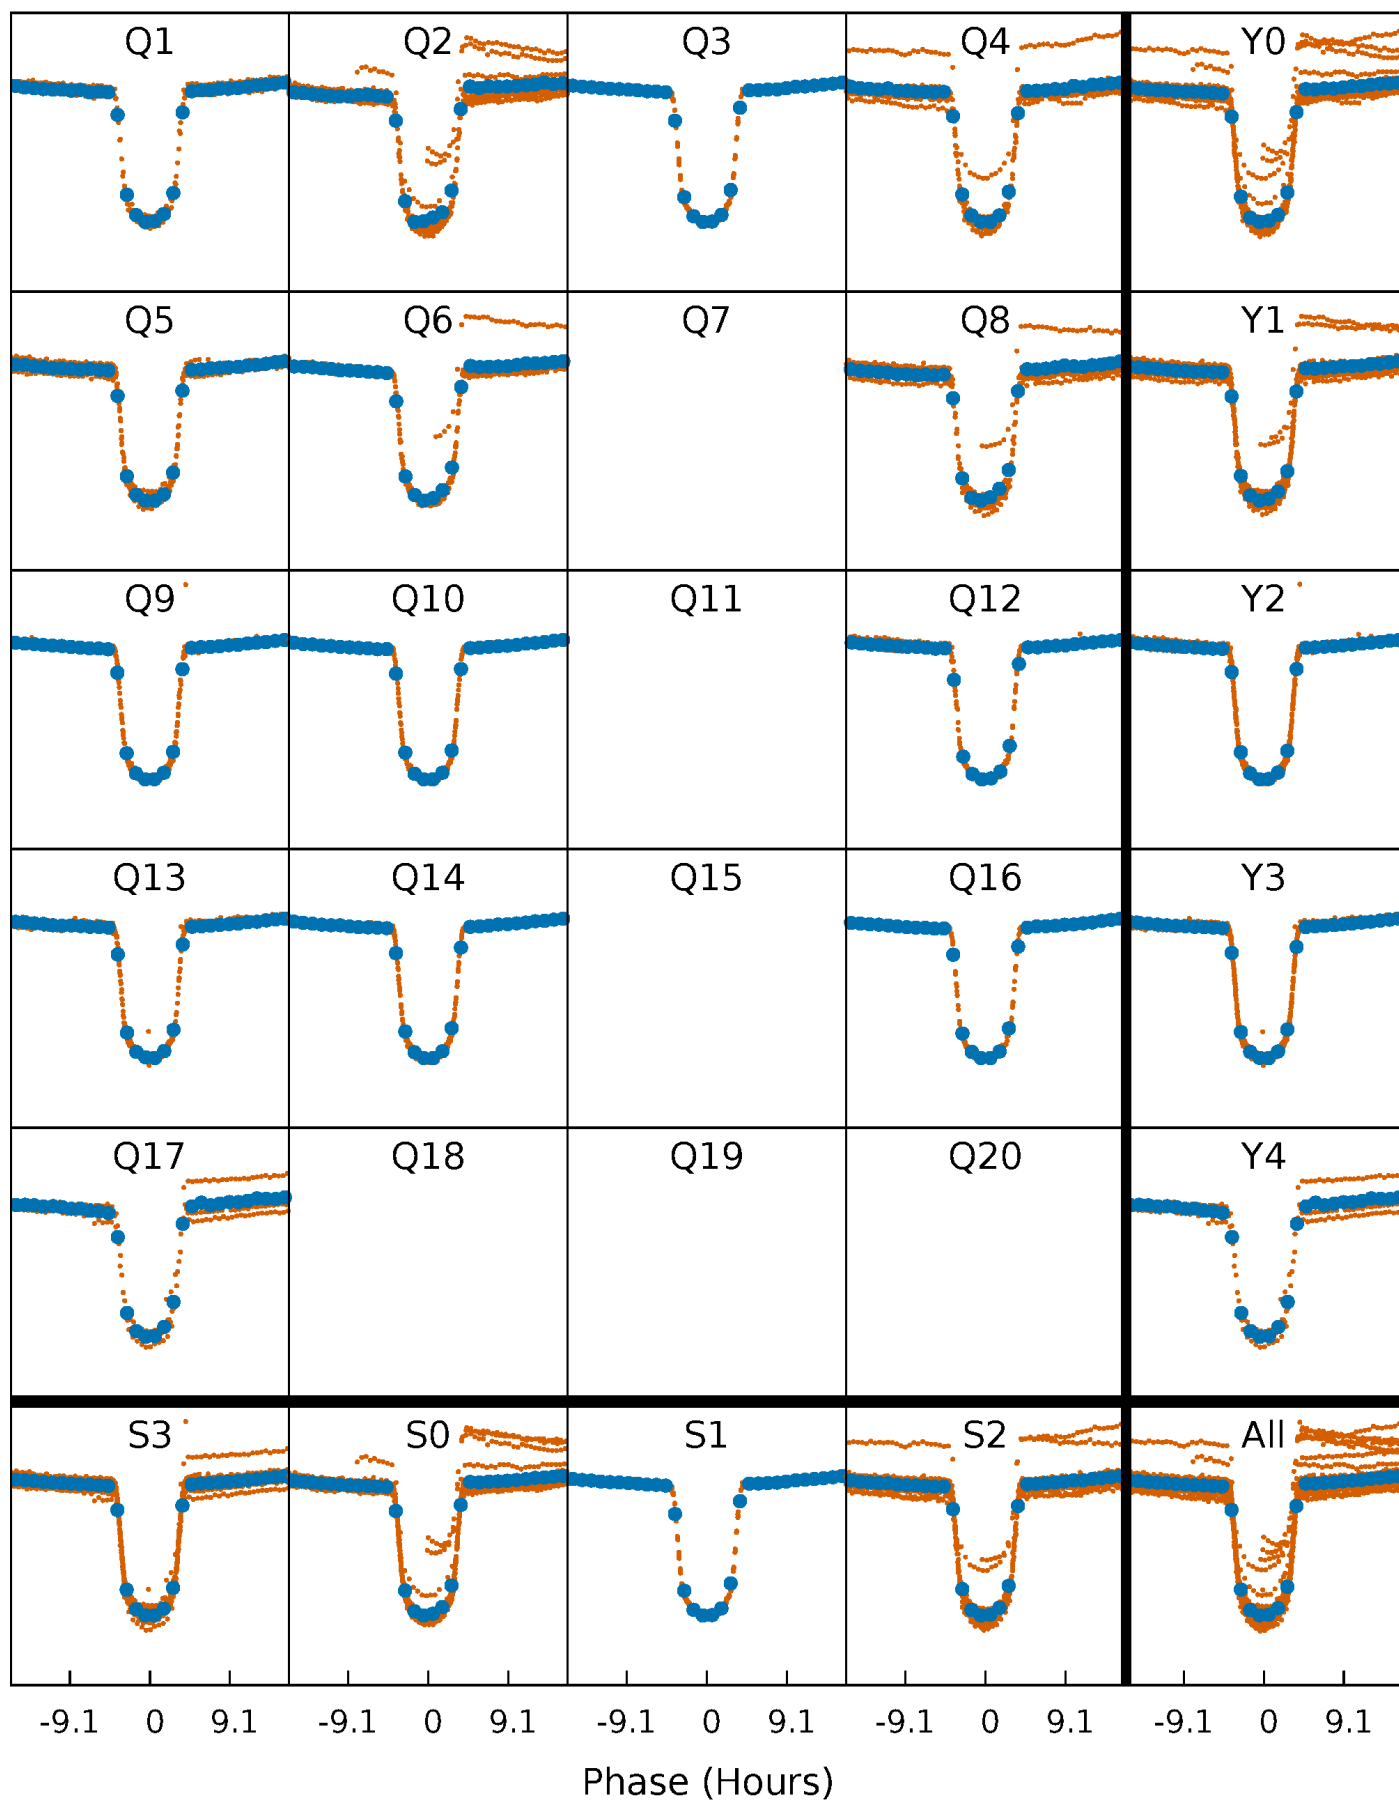 Q1 Q2 Q3 Q4 Y0
Q5 Q6 Q7 Q8 Y1
Q9 Q10 Q11 Q12 Y2
Q13 Q14 Q15 Q16 Y3
Q17 Q18 Q19 Q20 Y4
S3 S0 S1 S2 All
-9.1 0 9.1 -9.1 0 9.1 -9.1 0 9.1 -9.1 0 9.1 -9.1 0 9.1
Phase (Hours)